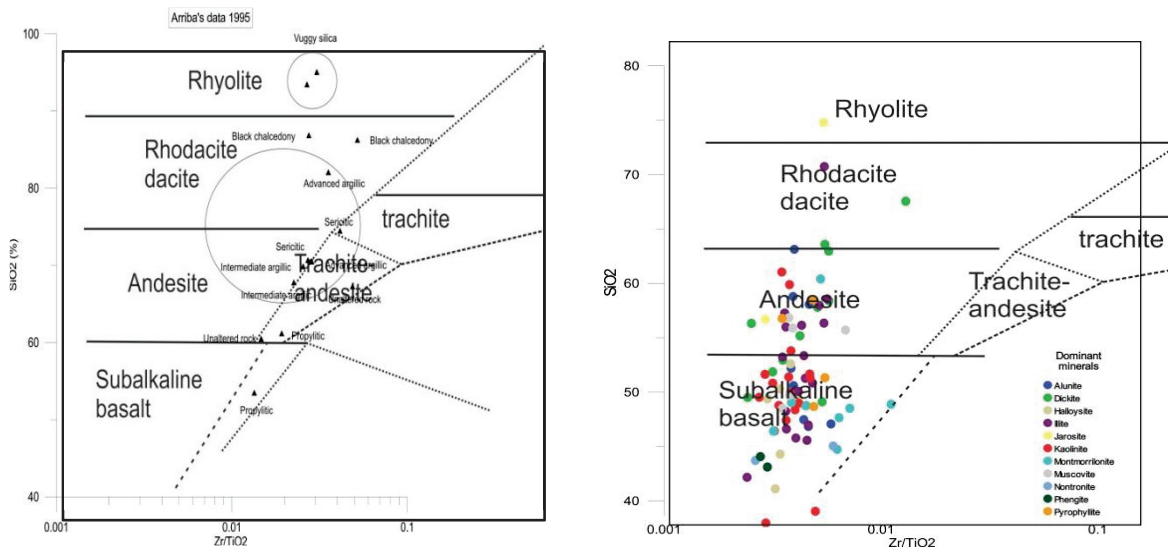 Arriba's data 1995
100
80
60
40
SiO2 (%)
0.001
0.01
0.1
Zr/TiO2
Vuggy silica
Rhyolite
Black chalcedony
Black chalcedony
Rhodacite
dacite
Advanced argillic
trachite
Sericitic
Sericitic
Intermediate argillic
Advanced argillic
Trachite-
andesite
Andesite
Intermediate argillic
Unaltered rock
Unaltered rock
Propylitic
Subalkaline
basalt
Propylitic
80
70
60
50
40
SiO2
0.001
0.01
0.1
Zr/TiO2
Rhyolite
Rhodacite
dacite
trachite
Trachite-
andesite
Andesite
Subalkaline
basalt
Dominant
minerals
Alunite
Dickite
Halloysite
Illite
Jarosite
Kaolinite
Montmorrilonite
Muscovite
Nontronite
Phengite
Pyrophyllite